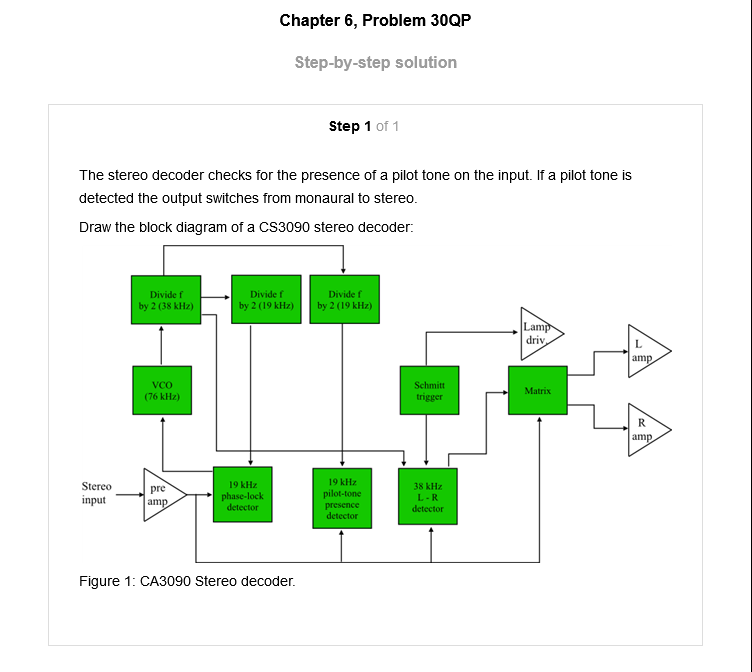 Chapter 6, Problem 30QP
Step-by-step solution
Step 1 of 1
The stereo decoder checks for the presence of a pilot tone on the input. If a pilot tone is
detected the output switches from monaural to stereo.
Draw the block diagram of a CS3090 stereo decoder:
Divide f
by 2 (38 kHz)
Divide f
by 2 (19 kHz)
Divide f
by 2 (19 kHz)
Lamp
driv.
L
amp
VCO
(76 kHz)
Schmitt
trigger
Matrix
R
amp
Stereo
input
pre
amp
19 kHz
phase-lock
detector
19 kHz
pilot-tone
presence
detector
38 kHz
L - R
detector
Figure 1: CA3090 Stereo decoder.